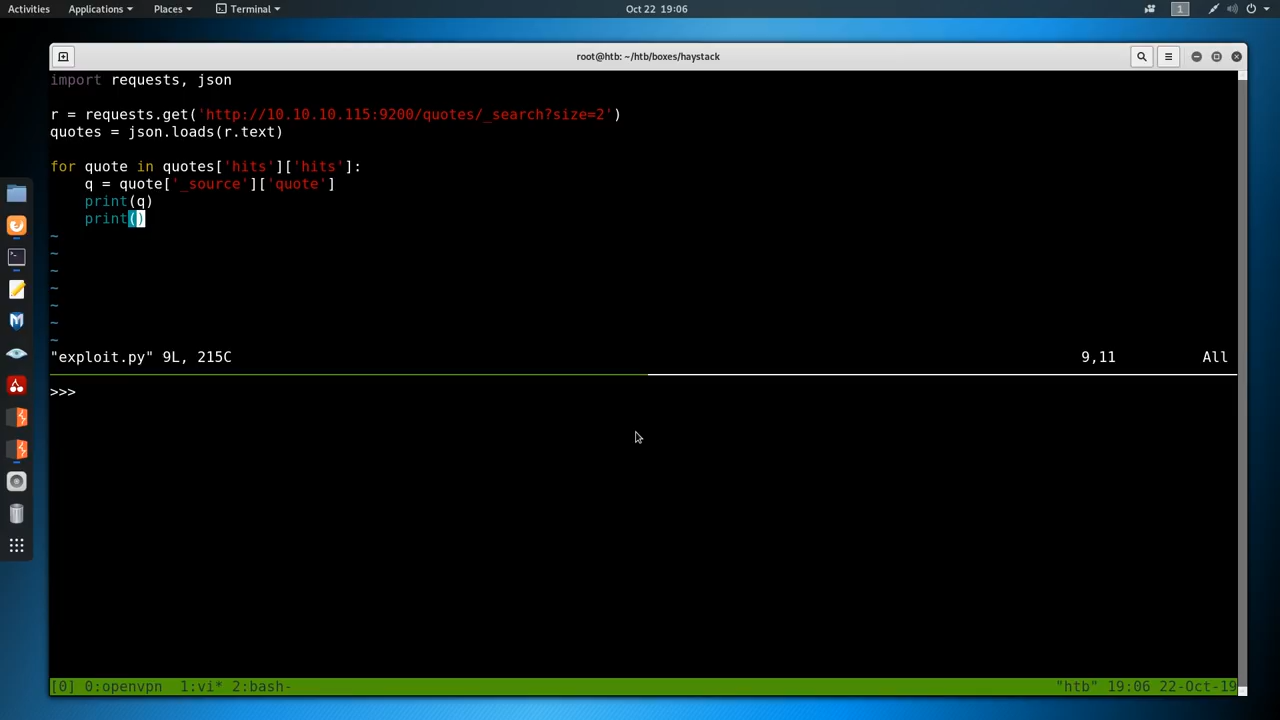 Activities Applications Places Terminal Oct 22 19:06 1
root@htb: ~/htb/boxes/haystack
import requests, json
r = requests.get('http://10.10.10.115:9200/quotes/_search?size=2')
quotes = json.loads(r.text)
for quote in quotes['hits']['hits']:
    q = quote['_source']['quote']
    print(q)
    print()
~
~
~
~
~
~
~
"exploit.py" 9L, 215C 9,11 All
>>>
[0] 0:openvpn 1:vi* 2:bash- "htb" 19:06 22-Oct-19